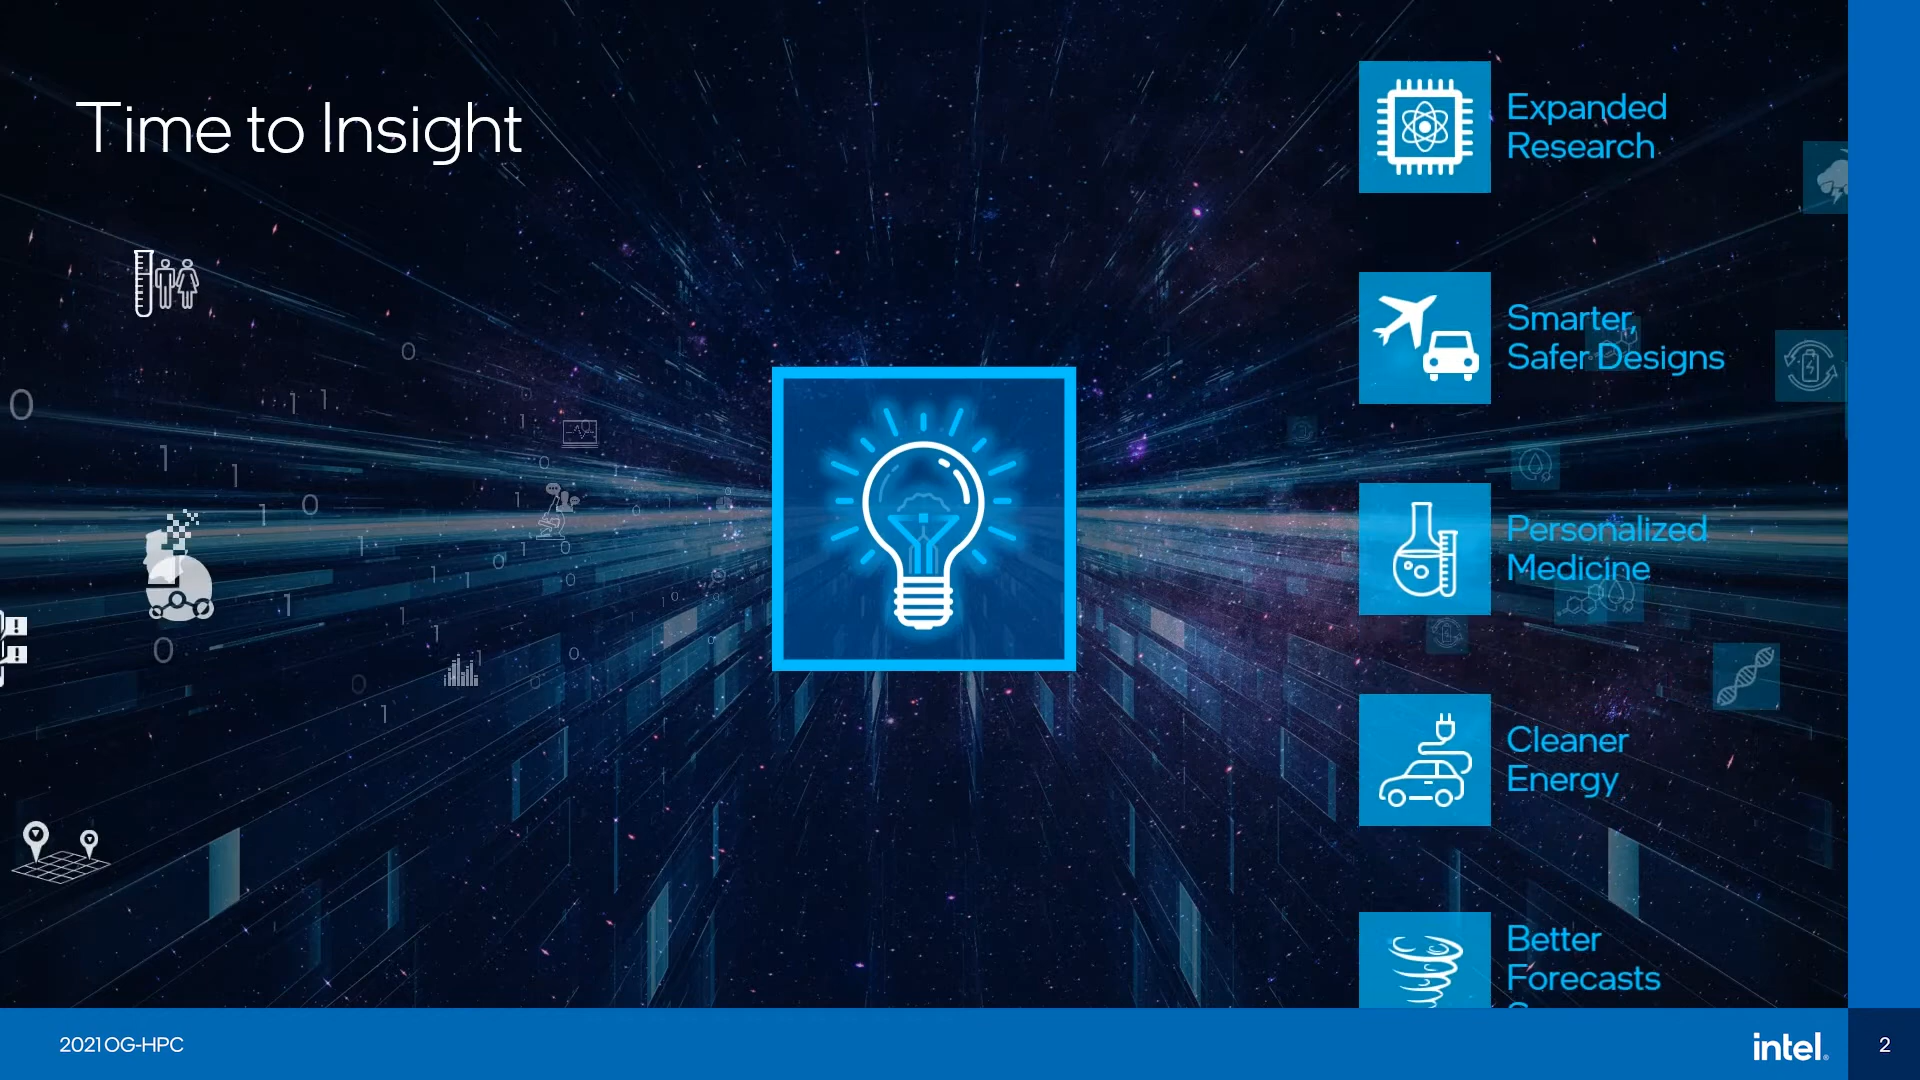 Time to Insight
Expanded
Research
Smarter,
Safer Designs
Personalized
Medicine
Cleaner
Energy
Better
Forecasts
2021 OG-HPC
intel.
2